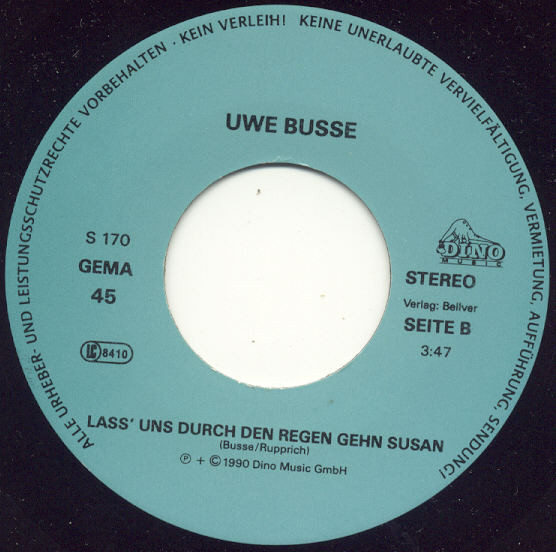 ALLE URHEBER- UND LEISTUNGSSCHUTZRECHTE VORBEHALTEN · KEIN VERLEIH! KEINE UNERLAUBTE VERVIELFÄLTIGUNG, VERMIETUNG, AUFFÜHRUNG, SENDUNG!
UWE BUSSE
S 170
GEMA
45
LC 8410
DINO
MUSIC
STEREO
Verlag: Bellver
SEITE B
3:47
LASS' UNS DURCH DEN REGEN GEHN SUSAN
(Busse/Rupprich)
Ⓟ + © 1990 Dino Music GmbH